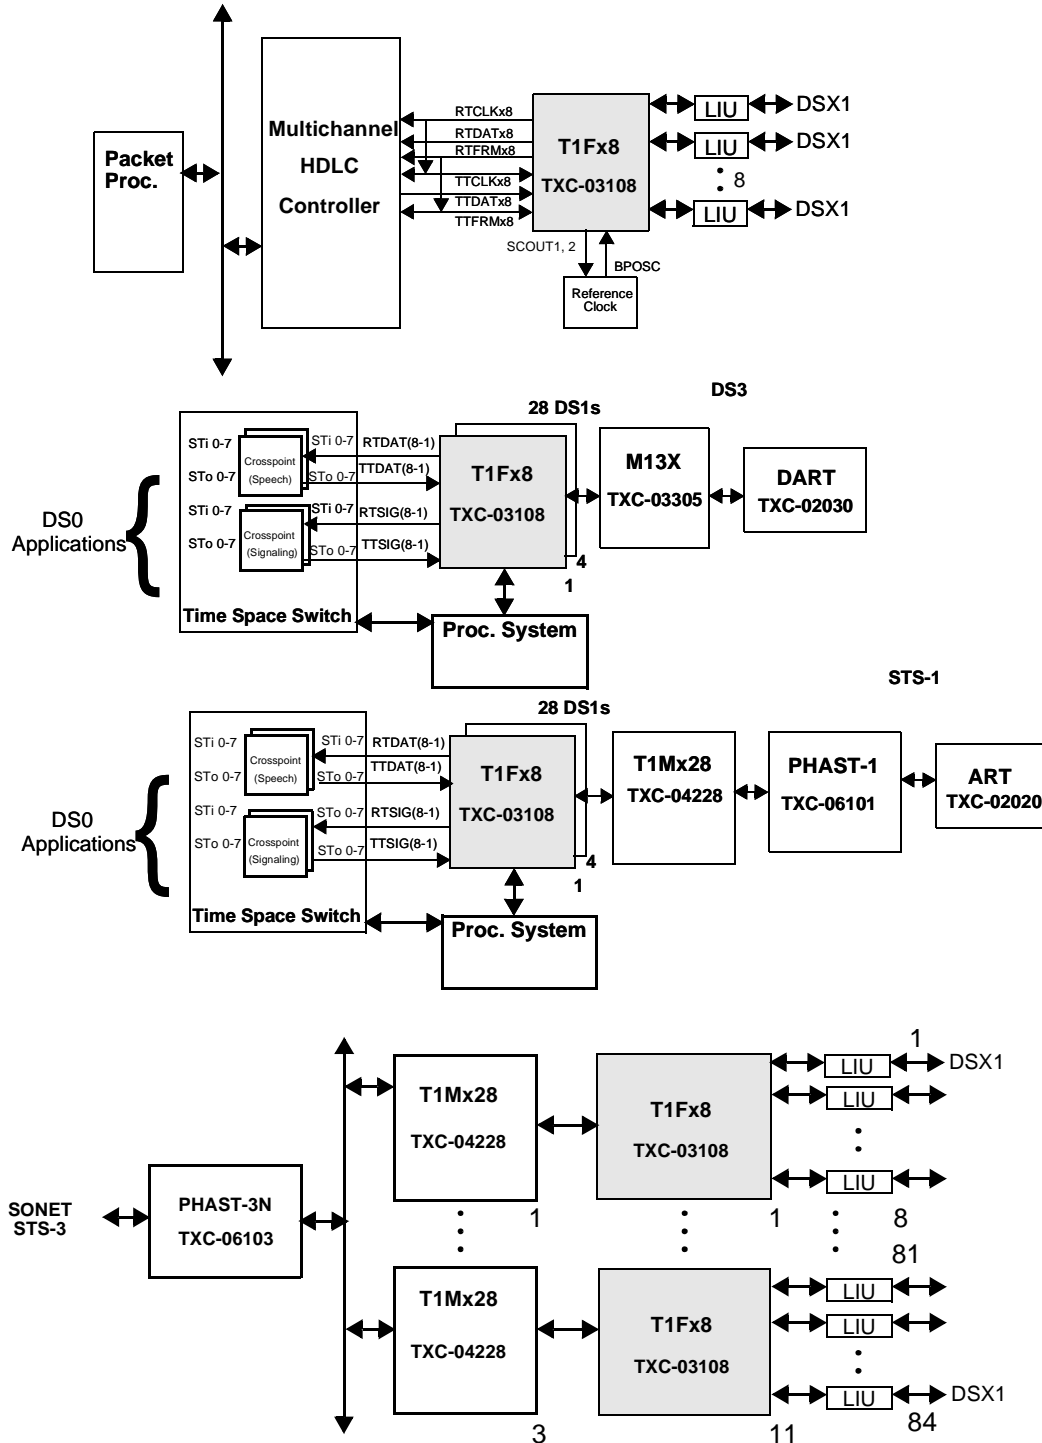 Packet
Proc.
Multichannel
HDLC
Controller
RTCLKx8
RTDATx8
RTFRMx8
TTCLKx8
TTDATx8
TTFRMx8
T1Fx8
TXC-03108
LIU
DSX1
LIU
DSX1
8
LIU
DSX1
SCOUT1, 2
BPOSC
Reference
Clock
DS3
28 DS1s
DS0
Applications
STi 0-7
STo 0-7
STi 0-7
STo 0-7
Crosspoint
(Speech)
Crosspoint
(Signaling)
STi 0-7
STo 0-7
STi 0-7
STo 0-7
Time Space Switch
RTDAT(8-1)
TTDAT(8-1)
RTSIG(8-1)
TTSIG(8-1)
T1Fx8
TXC-03108
4
1
Proc. System
M13X
TXC-03305
DART
TXC-02030
STS-1
28 DS1s
DS0
Applications
STi 0-7
STo 0-7
STi 0-7
STo 0-7
Crosspoint
(Speech)
Crosspoint
(Signaling)
STi 0-7
STo 0-7
STo 0-7
STo 0-7
Time Space Switch
RTDAT(8-1)
TTDAT(8-1)
RTSIG(8-1)
TTSIG(8-1)
T1Fx8
TXC-03108
4
1
Proc. System
T1Mx28
TXC-04228
PHAST-1
TXC-06101
ART
TXC-02020
SONET
STS-3
PHAST-3N
TXC-06103
T1Mx28
TXC-04228
1
T1Fx8
TXC-03108
1
1
LIU
DSX1
LIU
LIU
8
81
T1Mx28
TXC-04228
3
T1Fx8
TXC-03108
11
LIU
LIU
LIU
DSX1
84